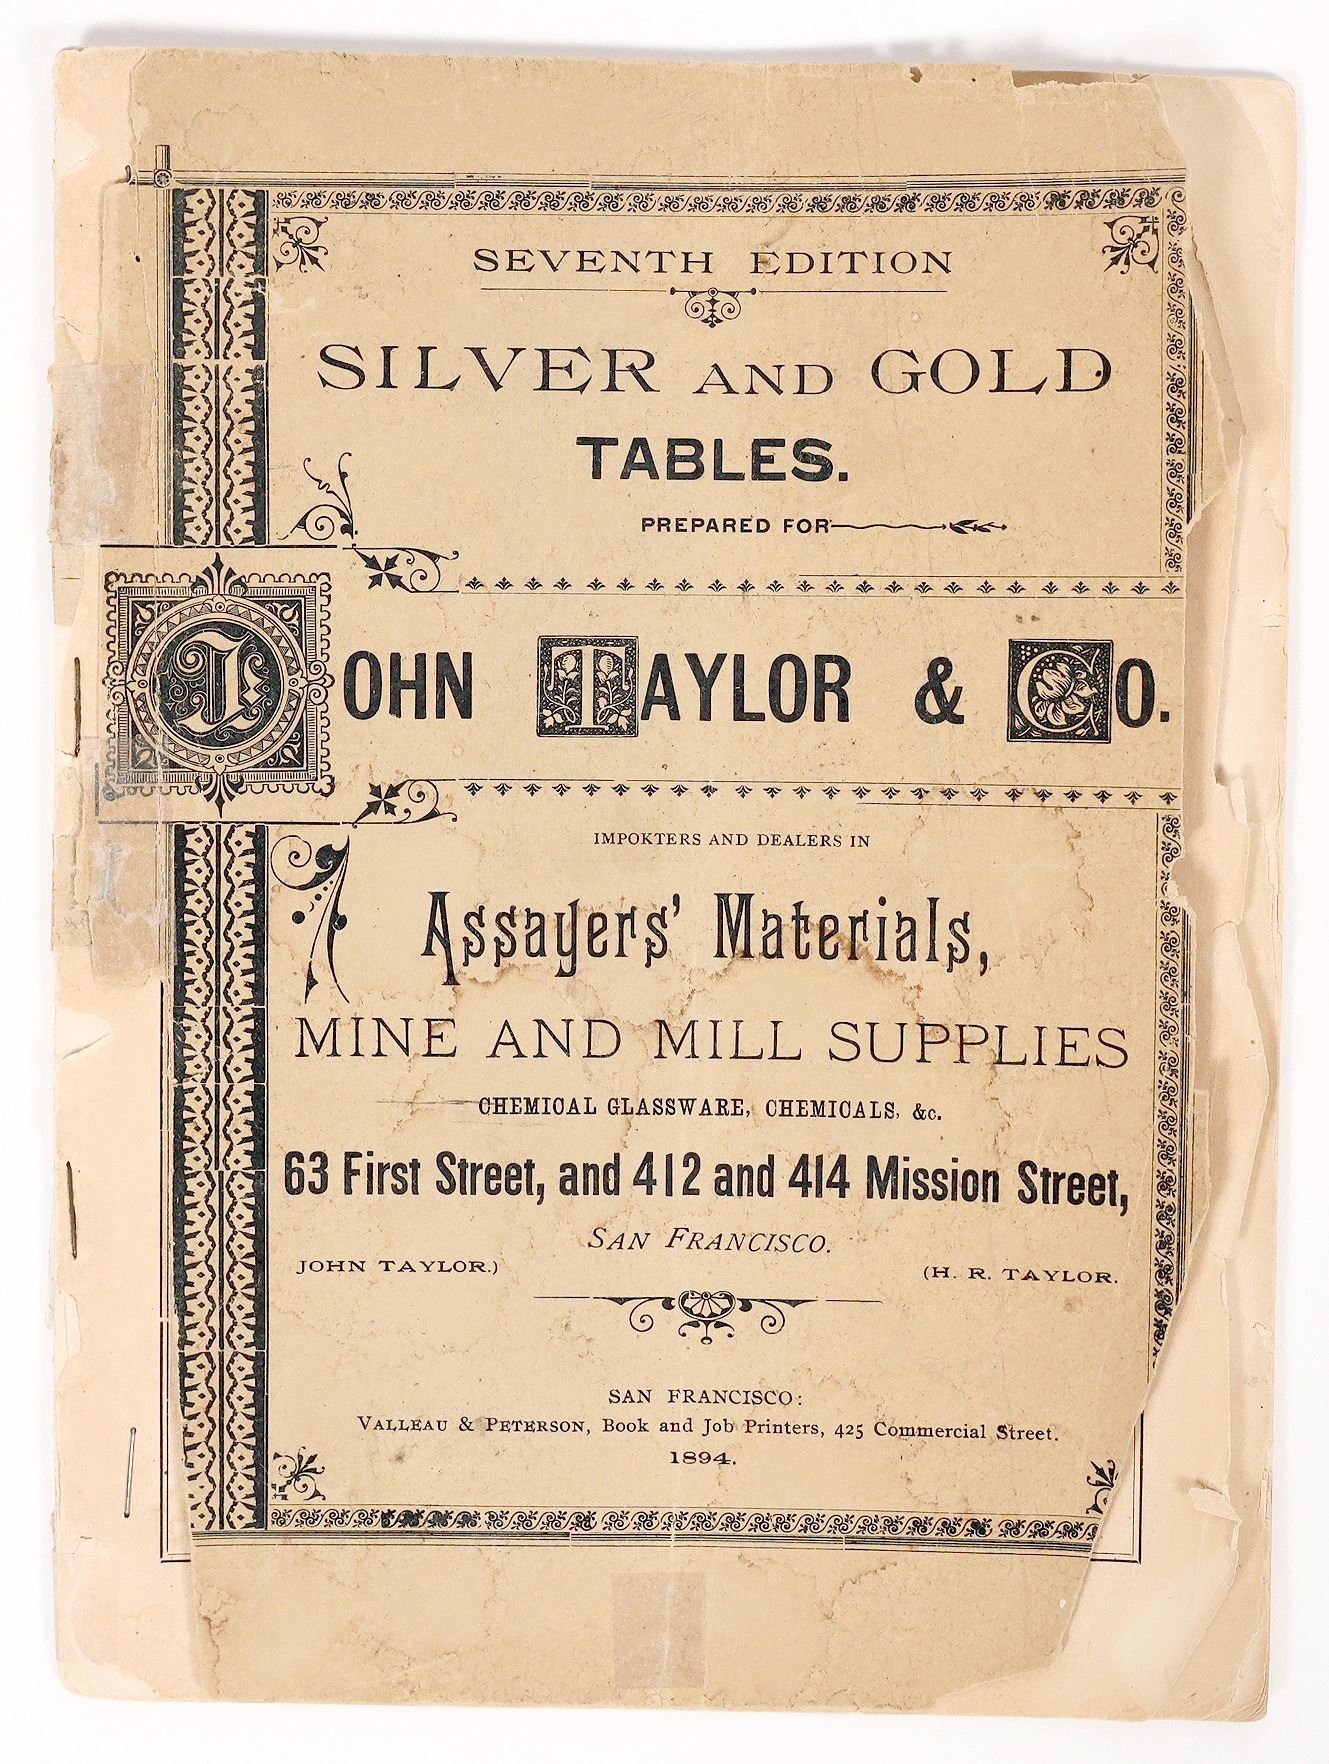 SEVENTH EDITION
SILVER AND GOLD
TABLES.
PREPARED FOR
JOHN TAYLOR & CO.
IMPORTERS AND DEALERS IN
Assayers' Materials,
MINE AND MILL SUPPLIES
CHEMICAL GLASSWARE, CHEMICALS, &c.
63 First Street, and 412 and 414 Mission Street,
SAN FRANCISCO.
JOHN TAYLOR.) (H. R. TAYLOR.
SAN FRANCISCO:
VALLEAU & PETERSON, Book and Job Printers, 425 Commercial Street.
1894.